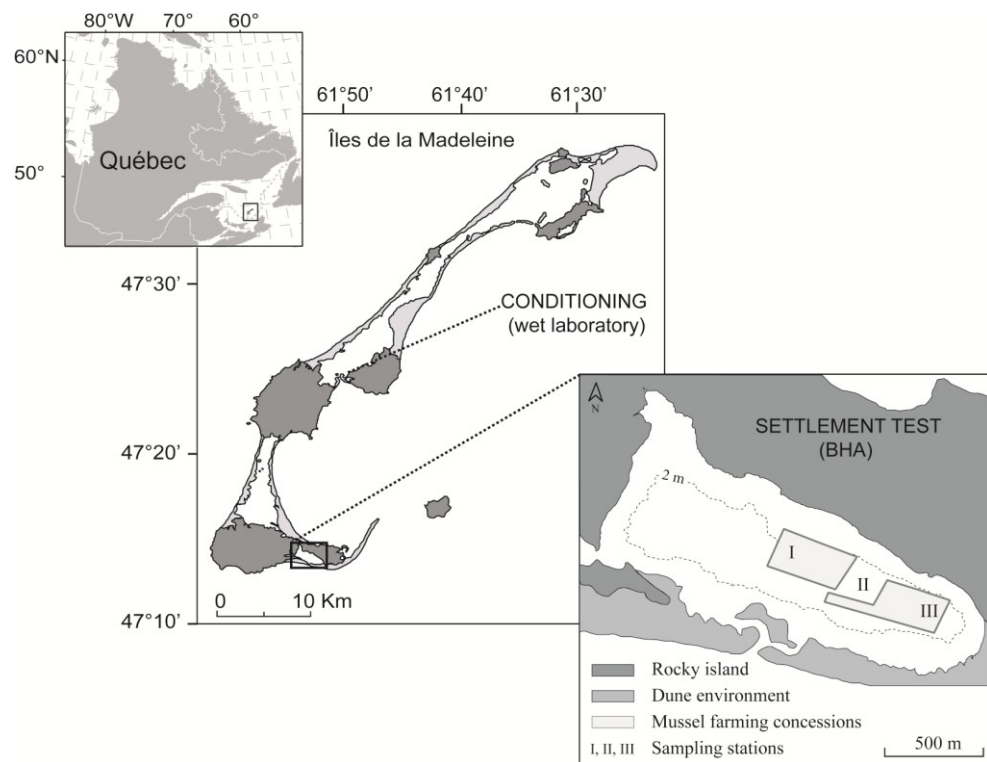 80°W 70° 60°
60°N
50°
Québec
61°50' 61°40' 61°30'
Îles de la Madeleine
47°30'
47°20'
47°10'
CONDITIONING
(wet laboratory)
0 10 Km
N
SETTLEMENT TEST
(BHA)
2 m
I
II
III
Rocky island
Dune environment
Mussel farming concessions
I, II, III Sampling stations
500 m